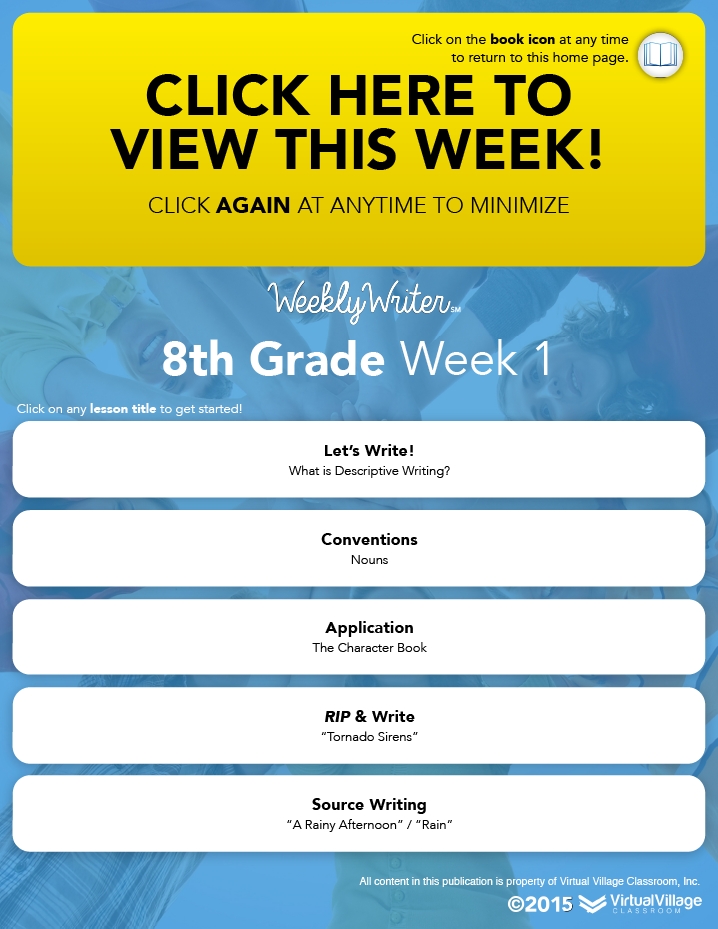 Click on the book icon at any time
to return to this home page.
CLICK HERE TO
VIEW THIS WEEK!
CLICK AGAIN AT ANYTIME TO MINIMIZE
WeeklyWriter SM
8th Grade Week 1
Click on any lesson title to get started!
Let's Write!
What is Descriptive Writing?
Conventions
Nouns
Application
The Character Book
RIP & Write
“Tornado Sirens”
Source Writing
“A Rainy Afternoon” / “Rain”
All content in this publication is property of Virtual Village Classroom, Inc.
©2015 VirtualVillage
CLASSROOM